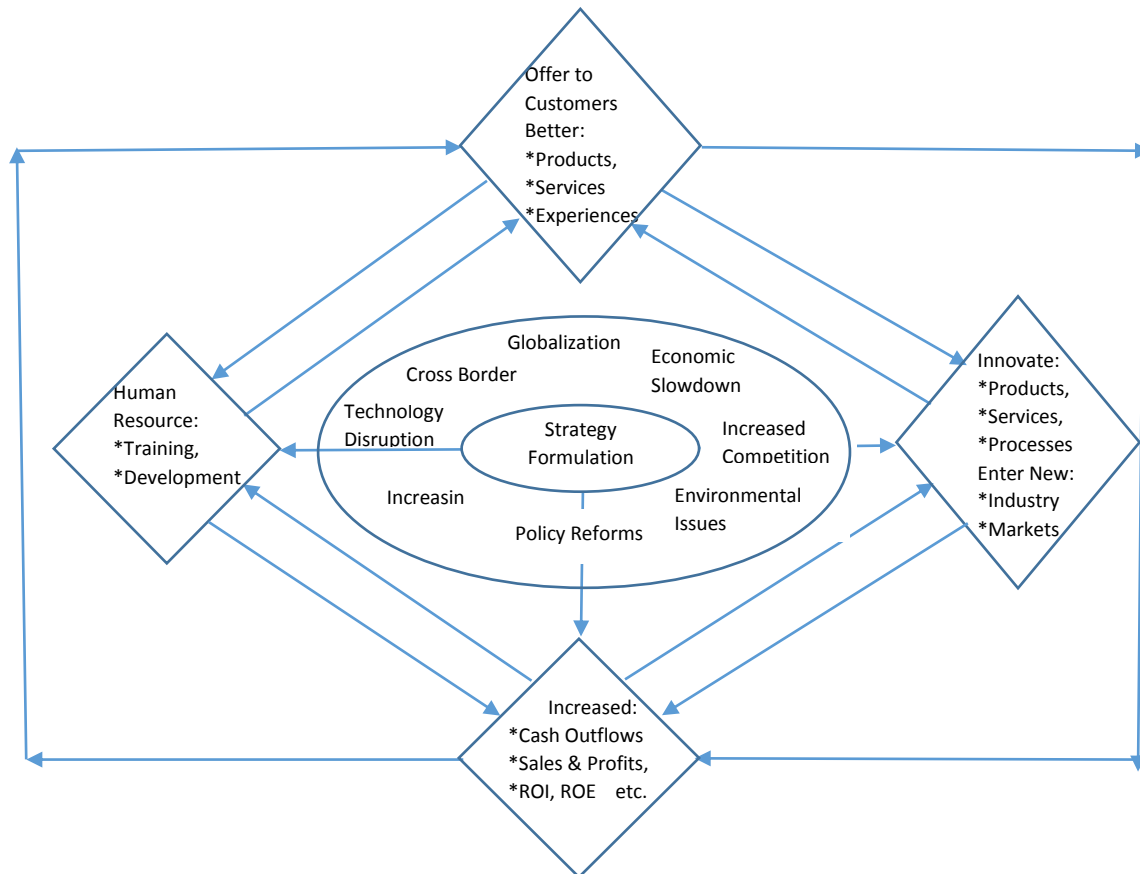 Offer to
Customers
Better:
*Products,
*Services
*Experiences
Globalization
Economic
Slowdown
Cross Border
Technology
Disruption
Strategy
Formulation
Increased
Competition
Increasin
Environmental
Issues
Policy Reforms
Human
Resource:
*Training,
*Development
Innovate:
*Products,
*Services,
*Processes
Enter New:
*Industry
*Markets
Increased:
*Cash Outflows
*Sales & Profits,
*ROI, ROE etc.